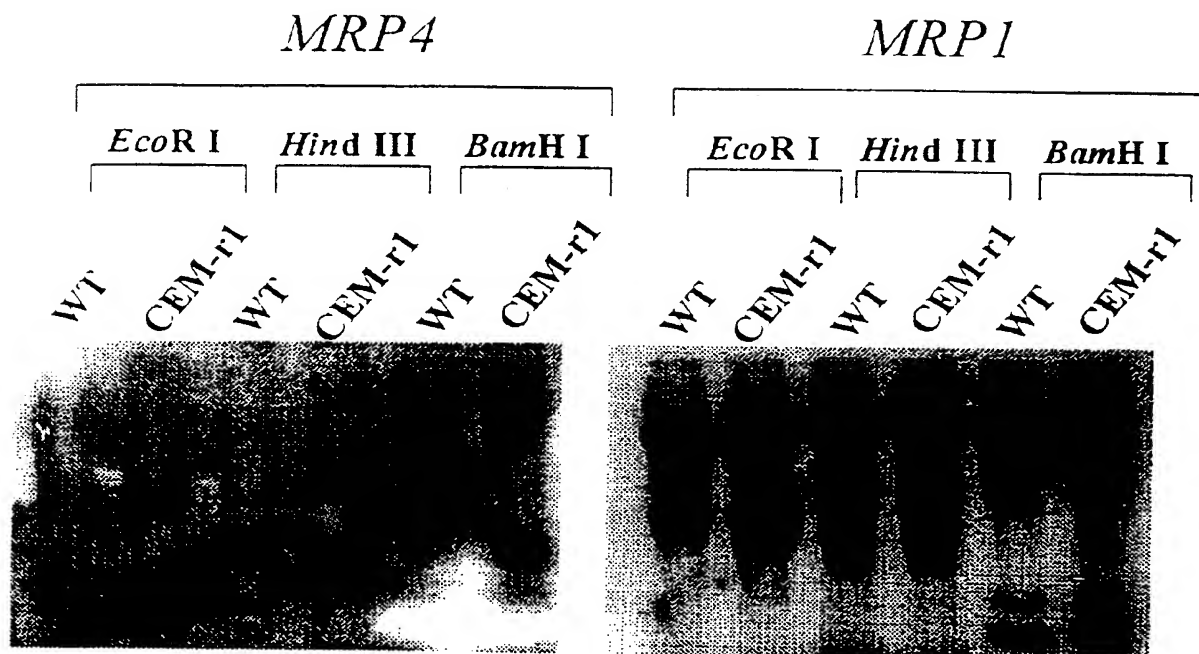 MRP4 MRP1
EcoR I Hind III BamH I EcoR I Hind III BamH I
WT CEM-r1 WT CEM-r1 WT CEM-r1 WT CEM-r1 WT CEM-r1 WT CEM-r1